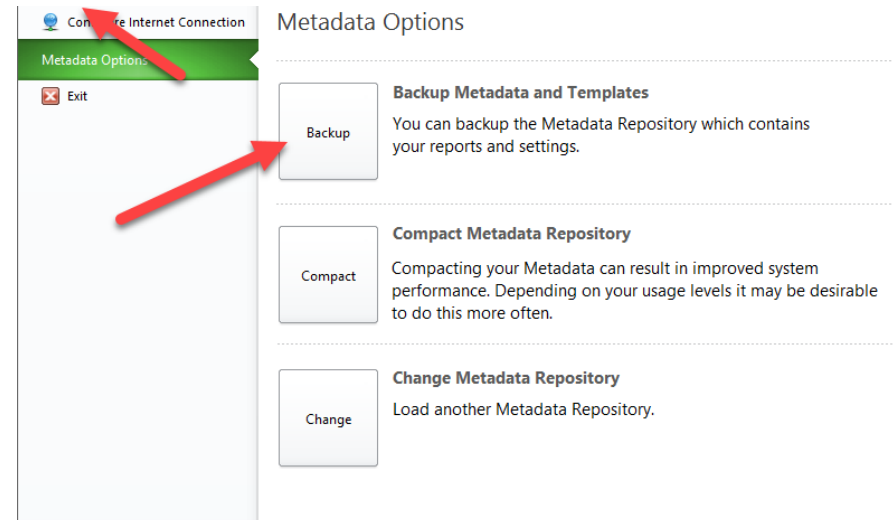 Con re Internet Connection
Metadata Options
Exit
Metadata Options
Backup
Backup Metadata and Templates
You can backup the Metadata Repository which contains
your reports and settings.
Compact
Compact Metadata Repository
Compacting your Metadata can result in improved system
performance. Depending on your usage levels it may be desirable
to do this more often.
Change
Change Metadata Repository
Load another Metadata Repository.